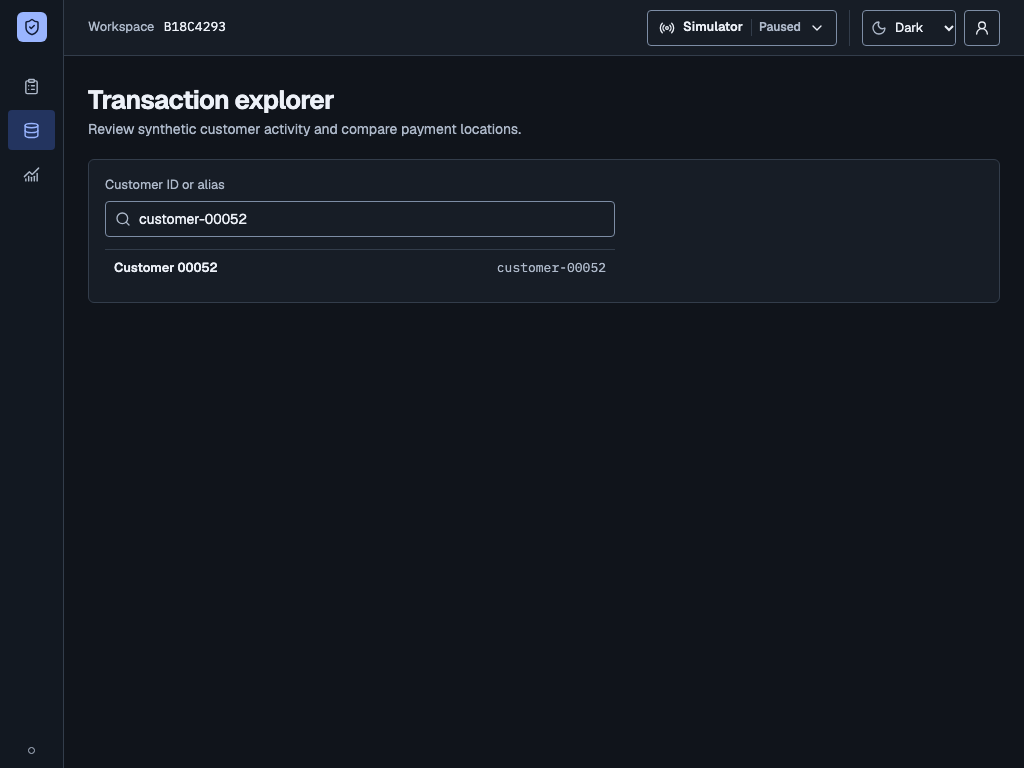 Workspace B18C4293
Simulator Paused
Dark
Transaction explorer
Review synthetic customer activity and compare payment locations.
Customer ID or alias
customer-00052
Customer 00052 customer-00052